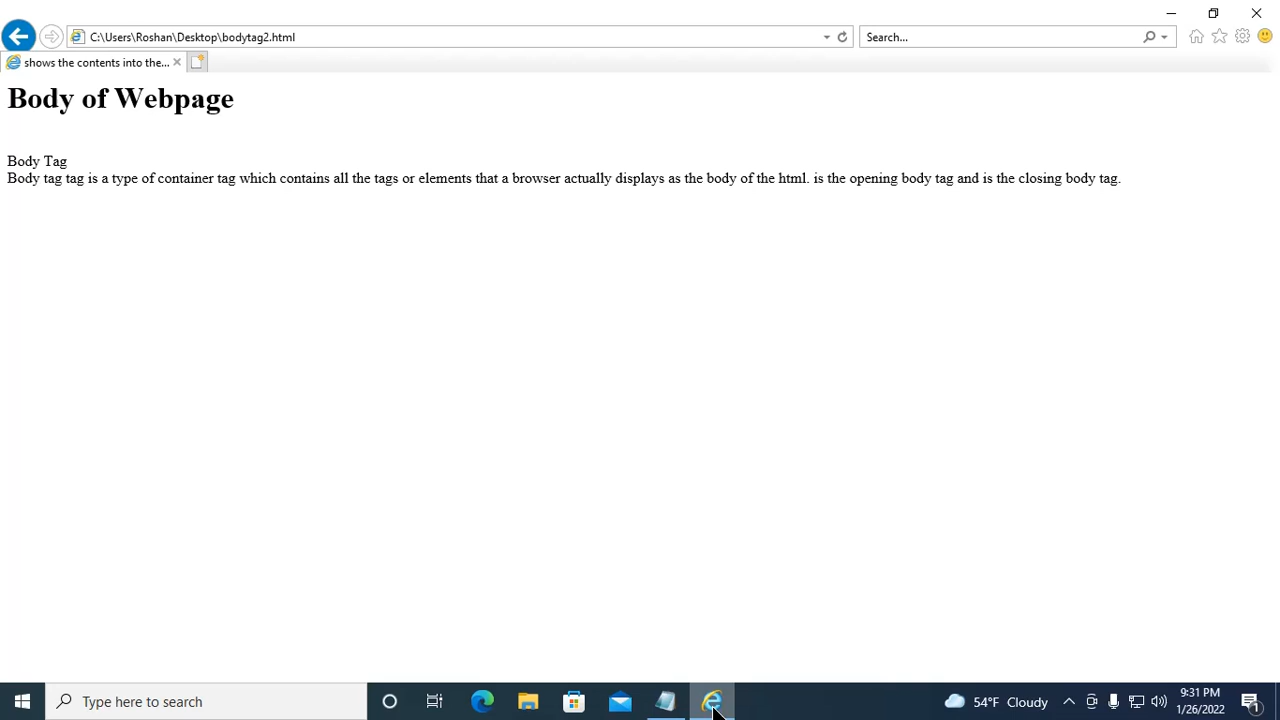 C:\Users\Roshan\Desktop\bodytag2.html
Search...
shows the contents into the...
Body of Webpage
Body Tag
Body tag tag is a type of container tag which contains all the tags or elements that a browser actually displays as the body of the html. is the opening body tag and is the closing body tag.
Type here to search
54°F Cloudy
9:31 PM
1/26/2022
1